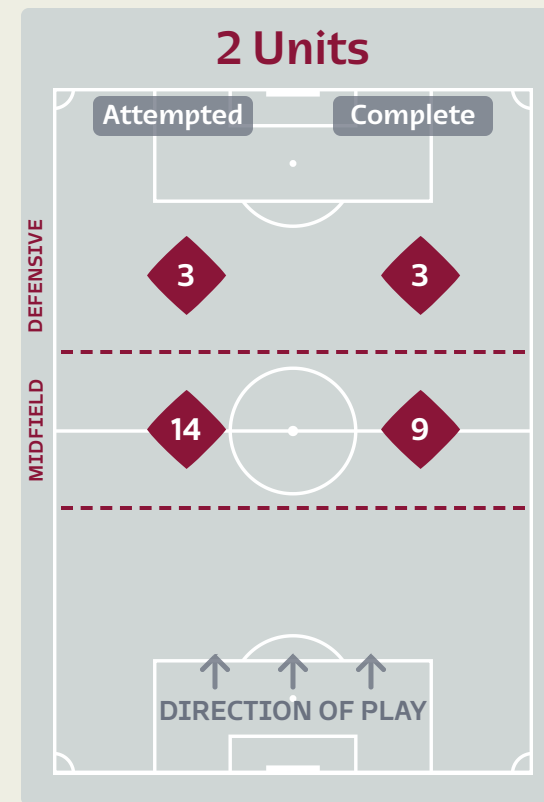 2 Units
Attempted Complete
DEFENSIVE
3 3
MIDFIELD
14 9
DIRECTION OF PLAY